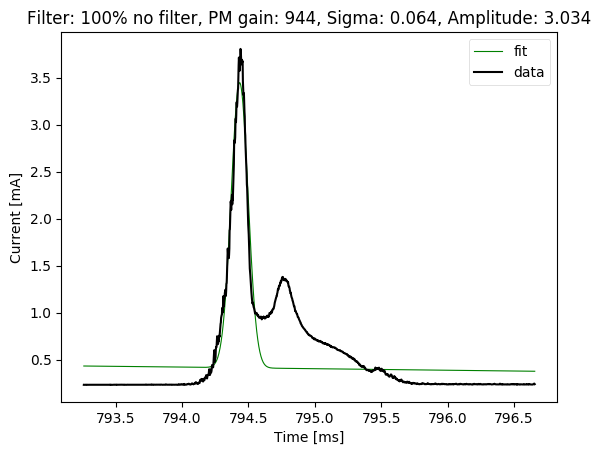 Filter: 100% no filter, PM gain: 944, Sigma: 0.064, Amplitude: 3.034
fit
data
3.5
3.0
2.5
2.0
1.5
1.0
0.5
Current [mA]
793.5 794.0 794.5 795.0 795.5 796.0 796.5
Time [ms]